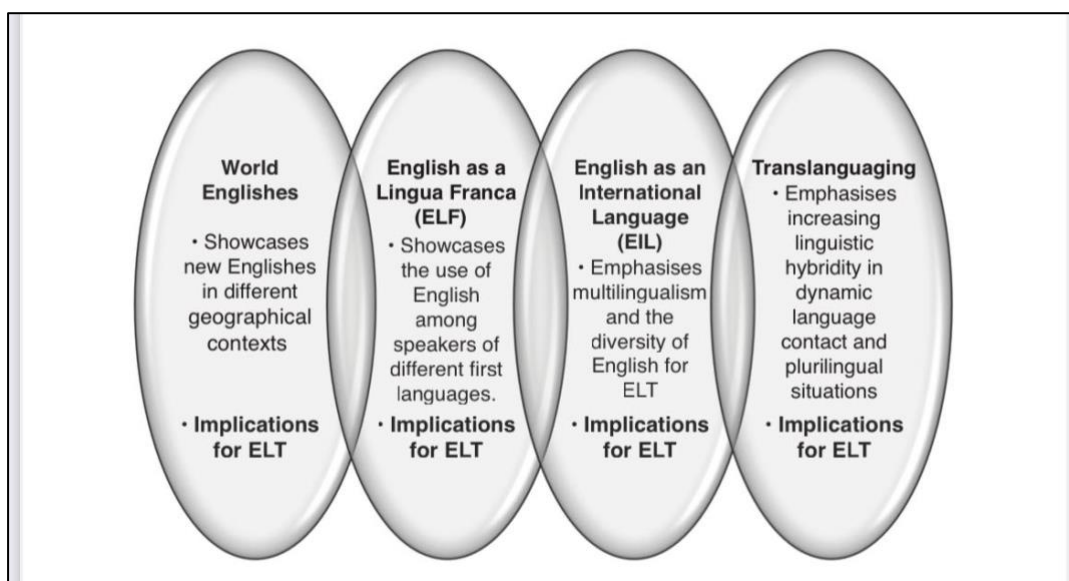 World
Englishes
• Showcases
new Englishes
in different
geographical
contexts
• Implications
for ELT
English as a
Lingua Franca
(ELF)
• Showcases
the use of
English
among
speakers of
different first
languages.
• Implications
for ELT
English as an
International
Language
(EIL)
• Emphasises
multilingualism
and the
diversity of
English for
ELT
• Implications
for ELT
Translanguaging
• Emphasises
increasing
linguistic
hybridity in
dynamic
language
contact and
plurilingual
situations
• Implications
for ELT